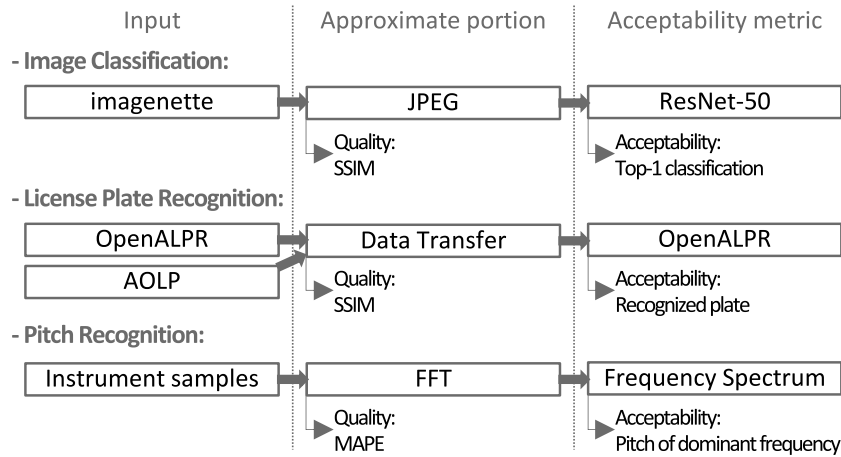 Input Approximate portion Acceptability metric
- Image Classification:
imagenette JPEG ResNet-50
Quality: Acceptability:
SSIM Top-1 classification
- License Plate Recognition:
OpenALPR Data Transfer OpenALPR
AOLP
Quality: Acceptability:
SSIM Recognized plate
- Pitch Recognition:
Instrument samples FFT Frequency Spectrum
Quality: Acceptability:
MAPE Pitch of dominant frequency